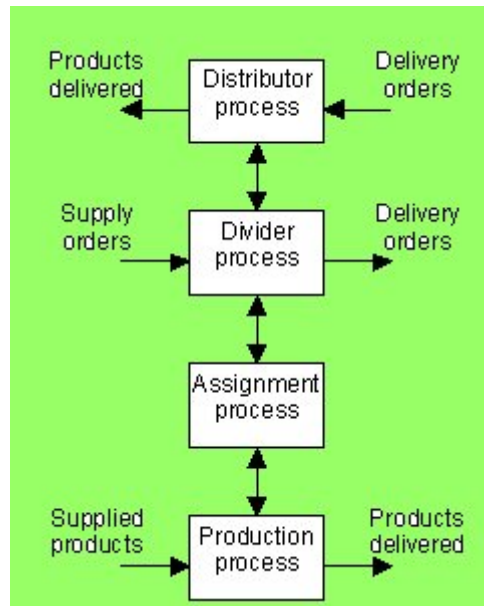 Products
delivered
Distributor
process
Delivery
orders
Supply
orders
Divider
process
Delivery
orders
Assignment
process
Supplied
products
Production
process
Products
delivered